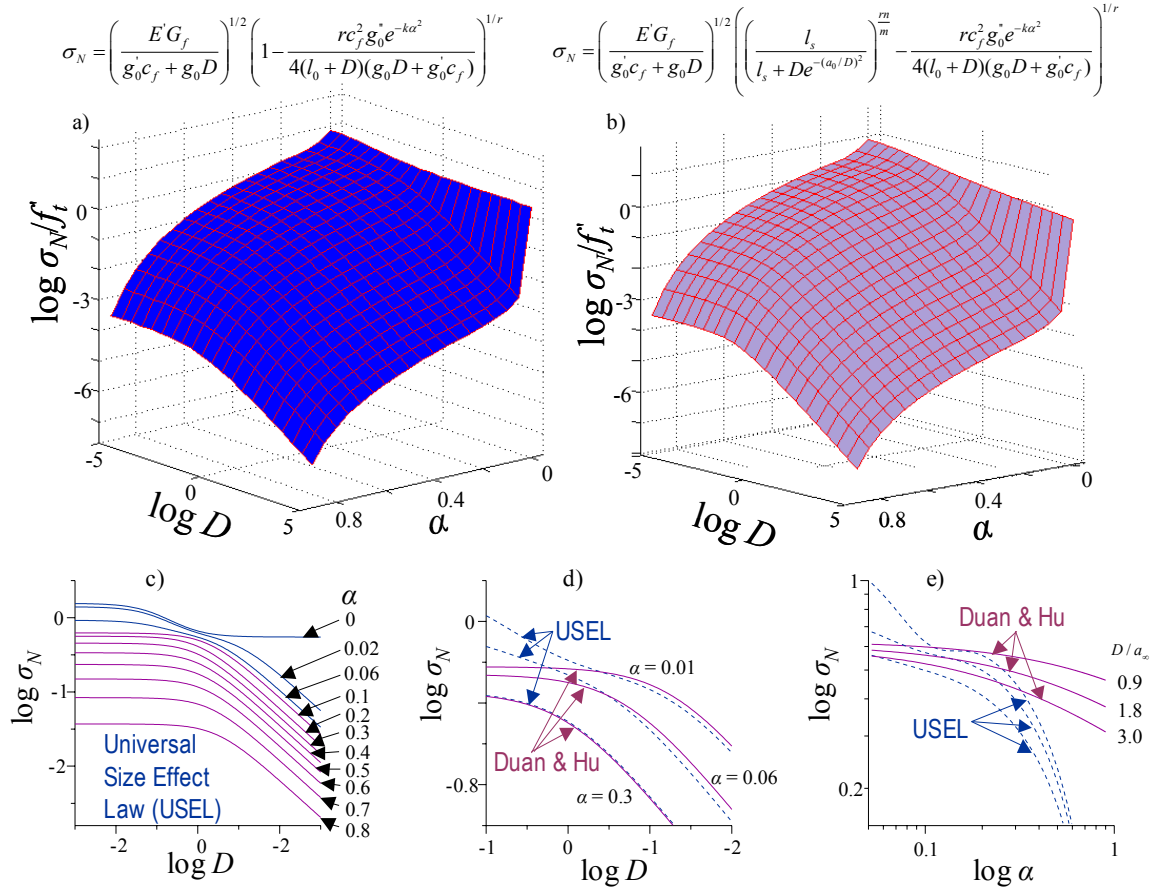 σ_N = ( E'G_f / (g'_0 c_f + g_0 D) )^{1/2} ( 1 − r c_f^2 g''_0 e^{-kα^2} / (4(l_0 + D)(g_0 D + g'_0 c_f)) )^{1/r}
σ_N = ( E'G_f / (g'_0 c_f + g_0 D) )^{1/2} ( ( l_s / (l_s + D e^{-(a_0/D)^2}) )^{rn/m} − r c_f^2 g''_0 e^{-kα^2} / (4(l_0 + D)(g_0 D + g'_0 c_f)) )^{1/r}
a)
log σ_N/f'_t
0
-3
-6
-5
0
5
log D
0.8
0.4
0
α
b)
log σ_N/f'_t
0
-3
-6
-5
0
5
log D
0.8
0.4
0
α
c)
log σ_N
0
-1
-2
α
0
0.02
0.06
0.1
0.2
0.3
0.4
0.5
0.6
0.7
0.8
Universal
Size Effect
Law (USEL)
-2
0
-2
log D
d)
log σ_N
0
-0.8
USEL
α = 0.01
Duan & Hu
α = 0.06
α = 0.3
-1
0
-1
-2
log D
e)
log σ_N
1
0.2
Duan & Hu
D / a_∞
0.9
1.8
3.0
USEL
0.1
1
log α